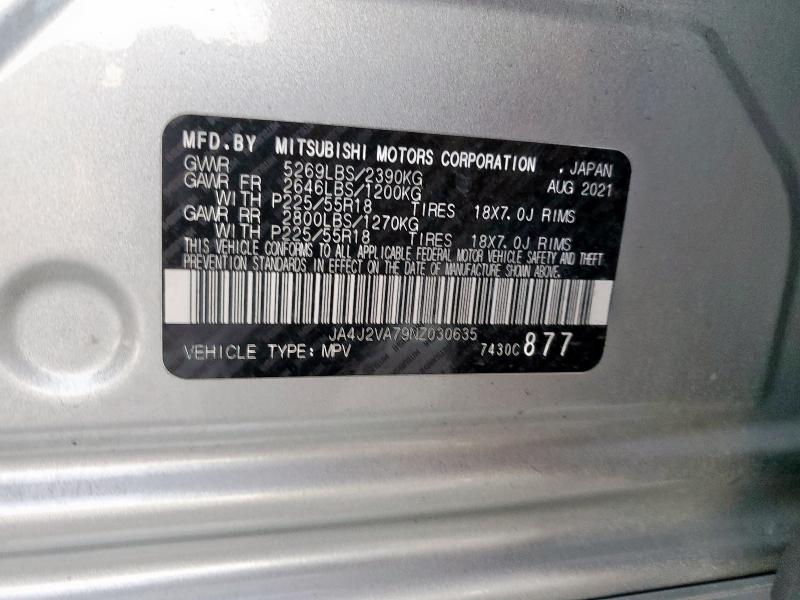 MFD.BY MITSUBISHI MOTORS CORPORATION , JAPAN
GVWR 5269LBS/2390KG AUG 2021
GAWR FR 2646LBS/1200KG
WITH P225/55R18 TIRES 18X7.0J RIMS
GAWR RR 2800LBS/1270KG
WITH P225/55R18 TIRES 18X7.0J RIMS
THIS VEHICLE CONFORMS TO ALL APPLICABLE FEDERAL MOTOR VEHICLE SAFETY AND THEFT
PREVENTION STANDARDS IN EFFECT ON THE DATE OF MANUFACTURE SHOWN ABOVE.
JA4J2VA79NZ030635
VEHICLE TYPE: MPV 7430C 877